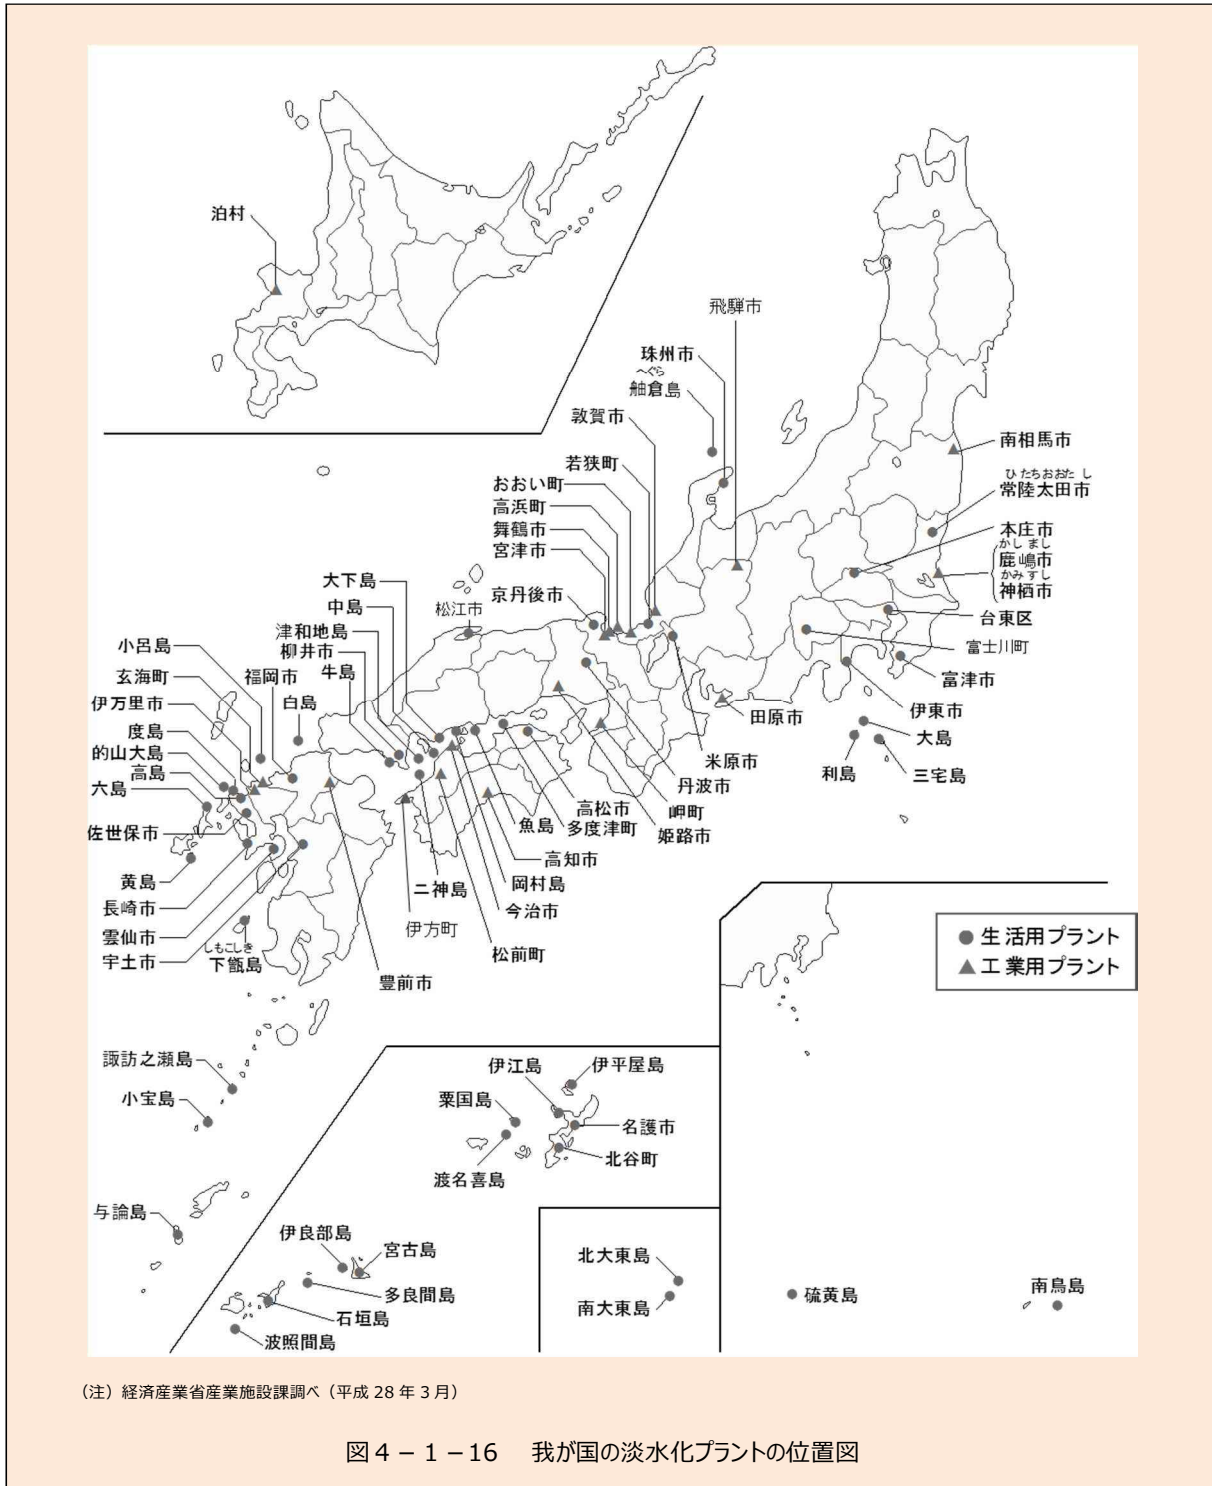 泊村
飛騨市
珠州市
へぐら
舳倉島
敦賀市
若狭町
おおい町
高浜町
舞鶴市
宮津市
京丹後市
南相馬市
ひたちおおた し
常陸太田市
本庄市
かしまし
鹿嶋市
かみすし
神栖市
台東区
富士川町
富津市
伊東市
大島
利島
三宅島
田原市
米原市
丹波市
岬町
姫路市
大下島
中島
松江市
津和地島
柳井市
牛島
小呂島
玄海町
福岡市
伊万里市
白島
度島
的山大島
高島
六島
佐世保市
黄島
長崎市
雲仙市
宇土市
しもこしき
下甑島
高松市
多度津町
魚島
高知市
岡村島
今治市
二神島
伊方町
松前町
豊前市
生活用プラント
工業用プラント
諏訪之瀬島
小宝島
与論島
伊江島
伊平屋島
粟国島
名護市
北谷町
渡名喜島
伊良部島
宮古島
多良間島
石垣島
波照間島
北大東島
南大東島
硫黄島
南鳥島
（注）経済産業省産業施設課調べ（平成 28 年 3 月）
図４－１－16　我が国の淡水化プラントの位置図